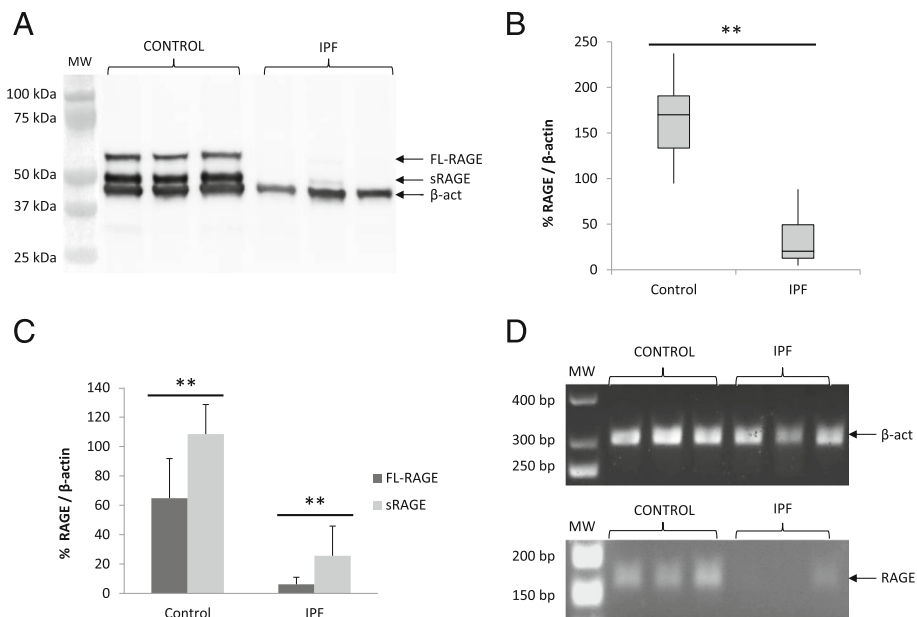 A
CONTROL IPF
MW
100 kDa
75 kDa
50 kDa
37 kDa
25 kDa
FL-RAGE
sRAGE
β-act
B
**
% RAGE / β-actin
250
200
150
100
50
0
Control IPF
C
% RAGE / β-actin
140
120
100
80
60
40
20
0
**
**
FL-RAGE
sRAGE
Control IPF
D
CONTROL IPF
MW
400 bp
300 bp
250 bp
β-act
CONTROL IPF
MW
200 bp
150 bp
RAGE